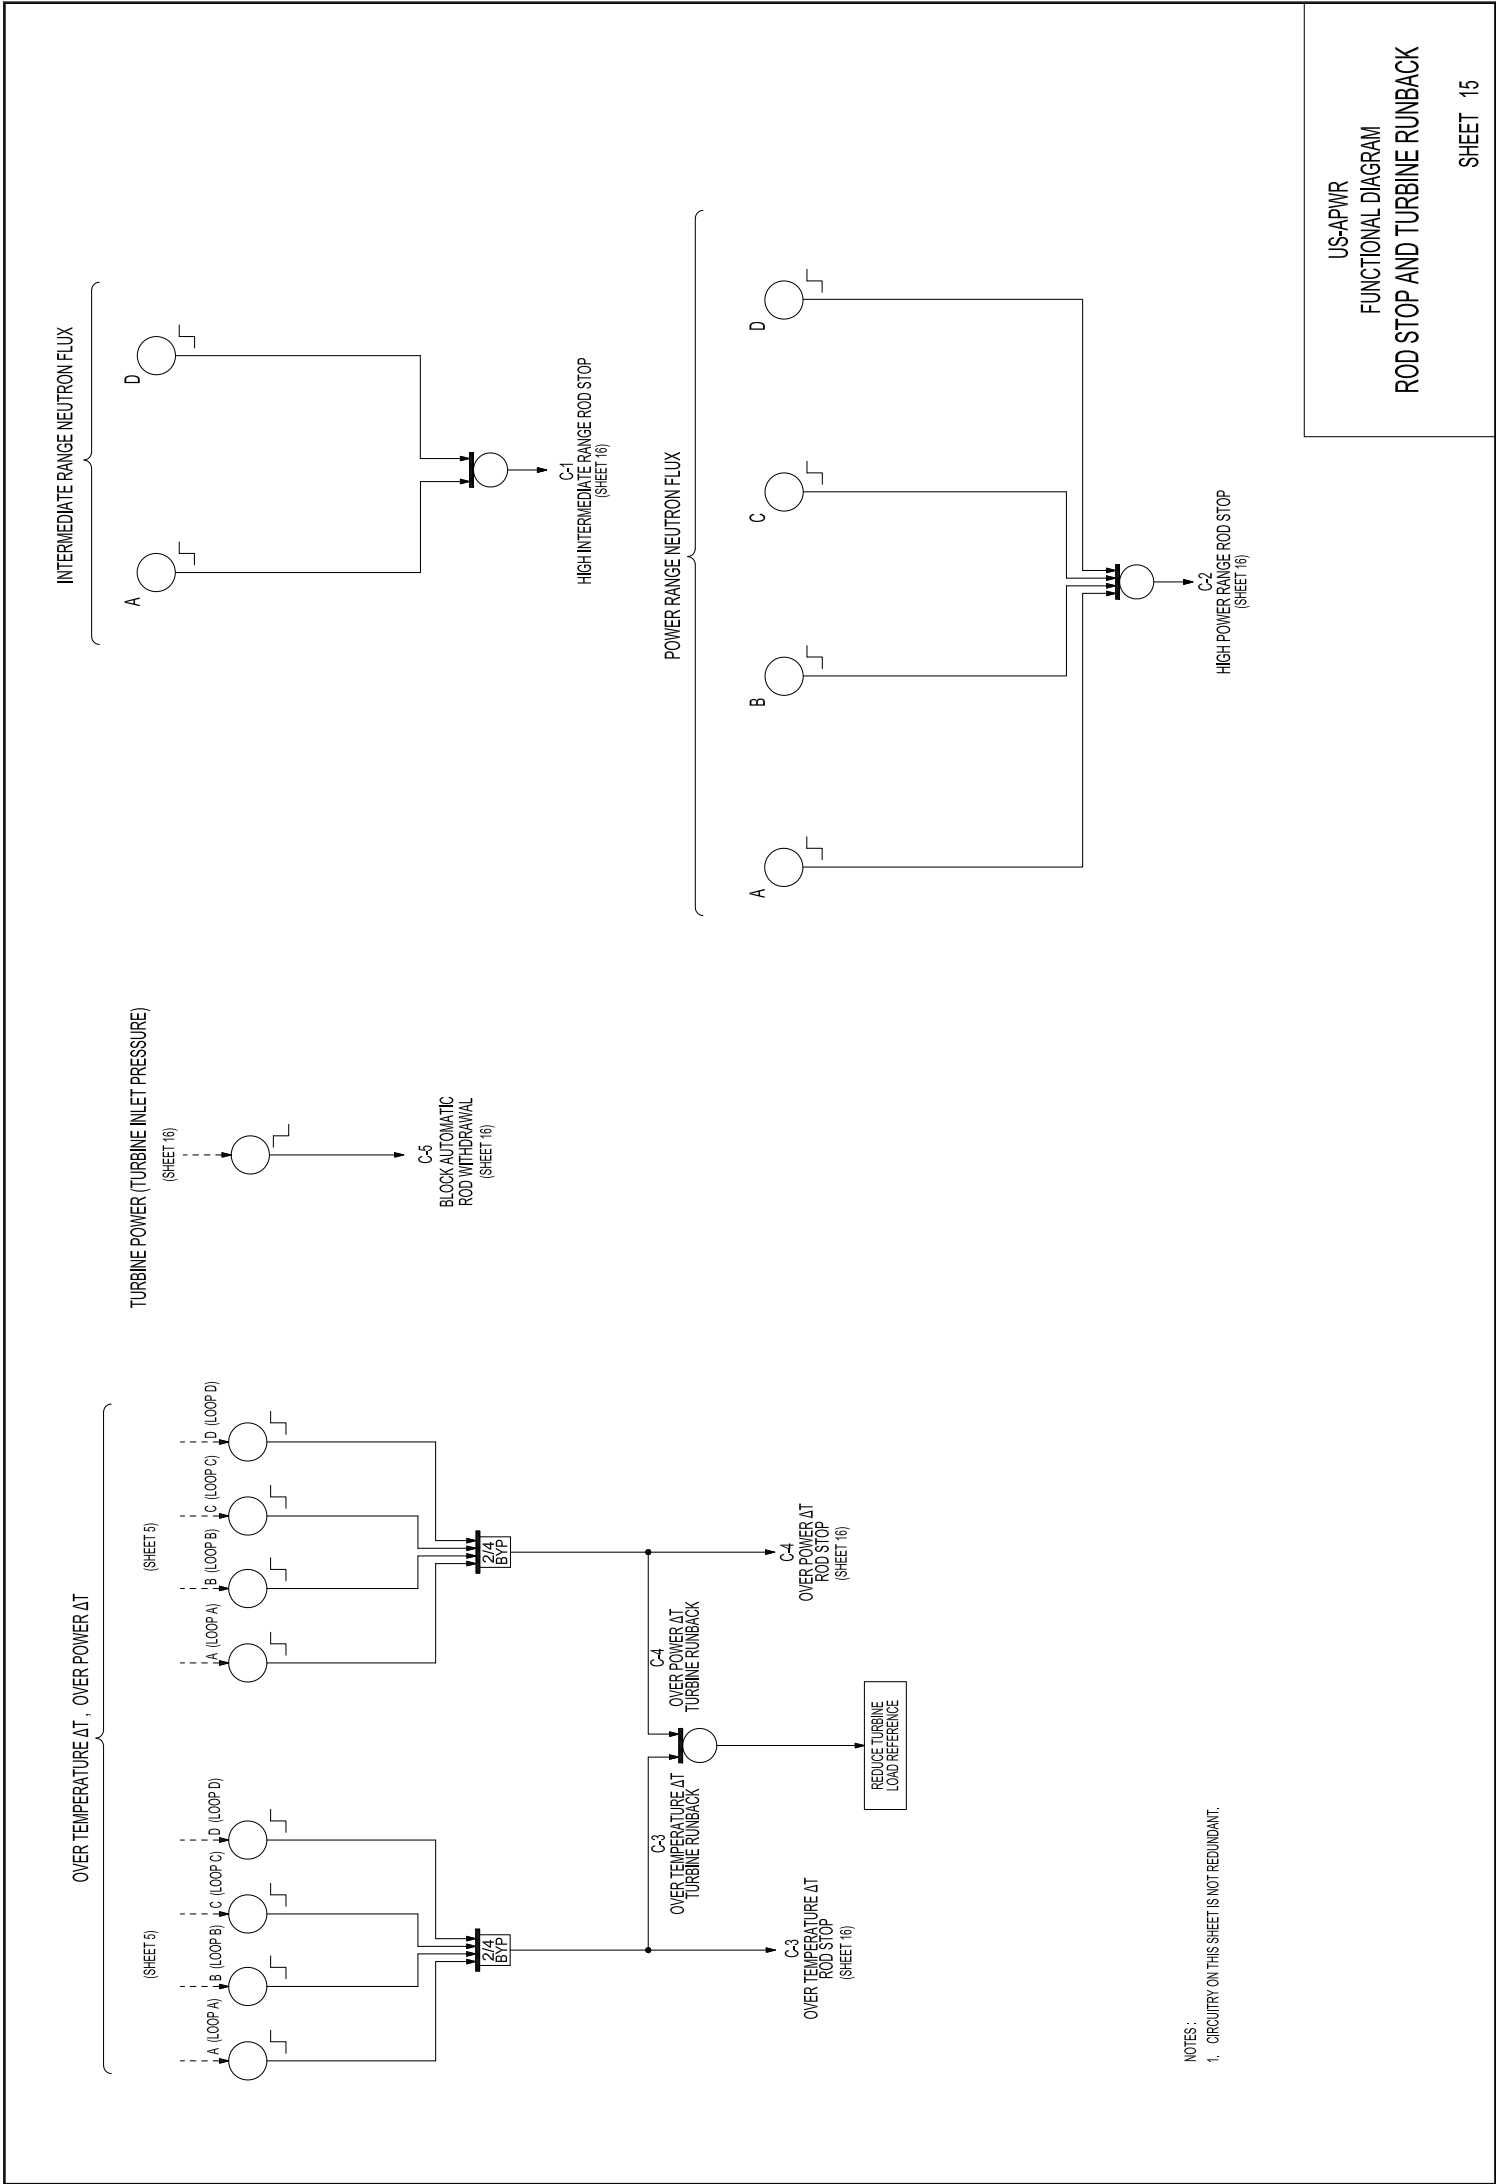 OVER TEMPERATURE ΔT , OVER POWER ΔT
(SHEET 5)
A (LOOP A)
B (LOOP B)
C (LOOP C)
D (LOOP D)
2/4
BYP
(SHEET 5)
A (LOOP A)
B (LOOP B)
C (LOOP C)
D (LOOP D)
2/4
BYP
C-3
OVER TEMPERATURE ΔT
TURBINE RUNBACK
C-4
OVER POWER ΔT
TURBINE RUNBACK
C-3
OVER TEMPERATURE ΔT
ROD STOP
(SHEET 16)
REDUCE TURBINE
LOAD REFERENCE
C-4
OVER POWER ΔT
ROD STOP
(SHEET 16)
TURBINE POWER (TURBINE INLET PRESSURE)
(SHEET 16)
C-5
BLOCK AUTOMATIC
ROD WITHDRAWAL
(SHEET 16)
INTERMEDIATE RANGE NEUTRON FLUX
A
D
C-1
HIGH INTERMEDIATE RANGE ROD STOP
(SHEET 16)
POWER RANGE NEUTRON FLUX
A
B
C
D
C-2
HIGH POWER RANGE ROD STOP
(SHEET 16)
NOTES :
1. CIRCUITRY ON THIS SHEET IS NOT REDUNDANT.
US-APWR
FUNCTIONAL DIAGRAM
ROD STOP AND TURBINE RUNBACK
SHEET 15